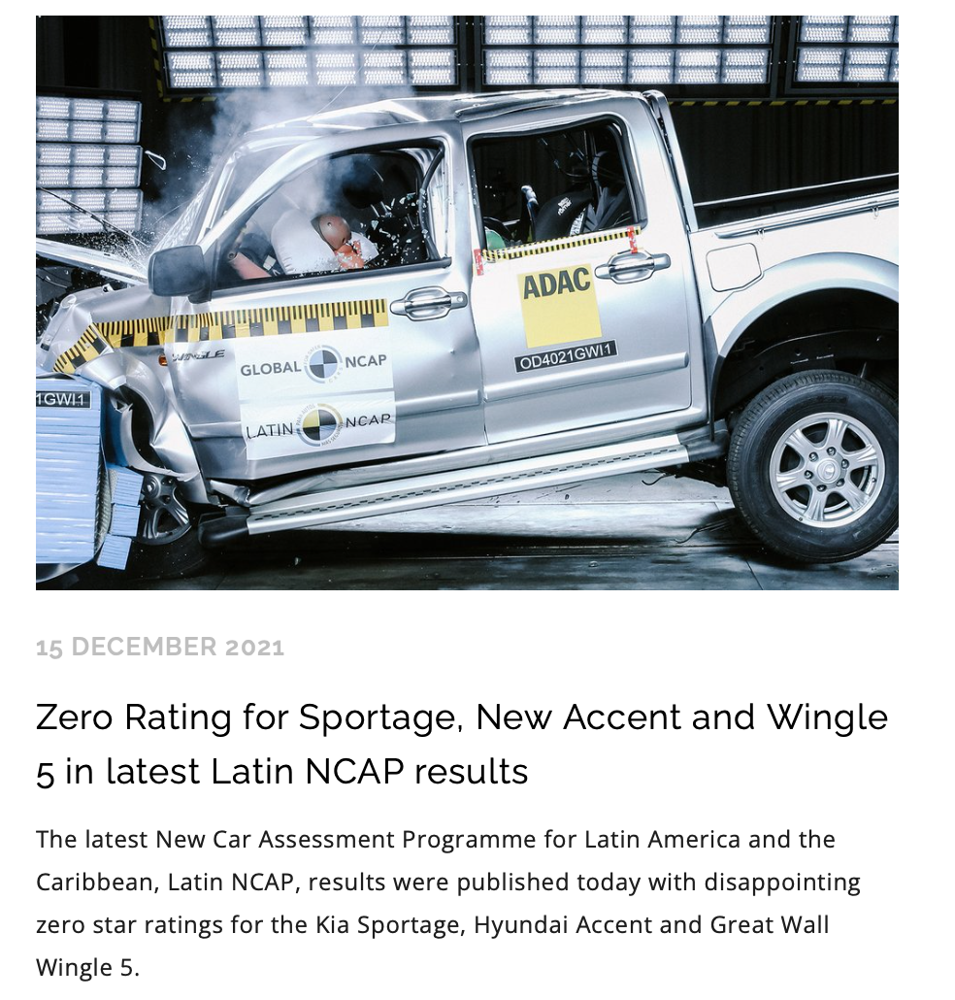 WINGLE
GLOBAL NCAP
LATIN NCAP
ADAC
OD4021GWI1
1GWI1
15 DECEMBER 2021
Zero Rating for Sportage, New Accent and Wingle
5 in latest Latin NCAP results
The latest New Car Assessment Programme for Latin America and the
Caribbean, Latin NCAP, results were published today with disappointing
zero star ratings for the Kia Sportage, Hyundai Accent and Great Wall
Wingle 5.